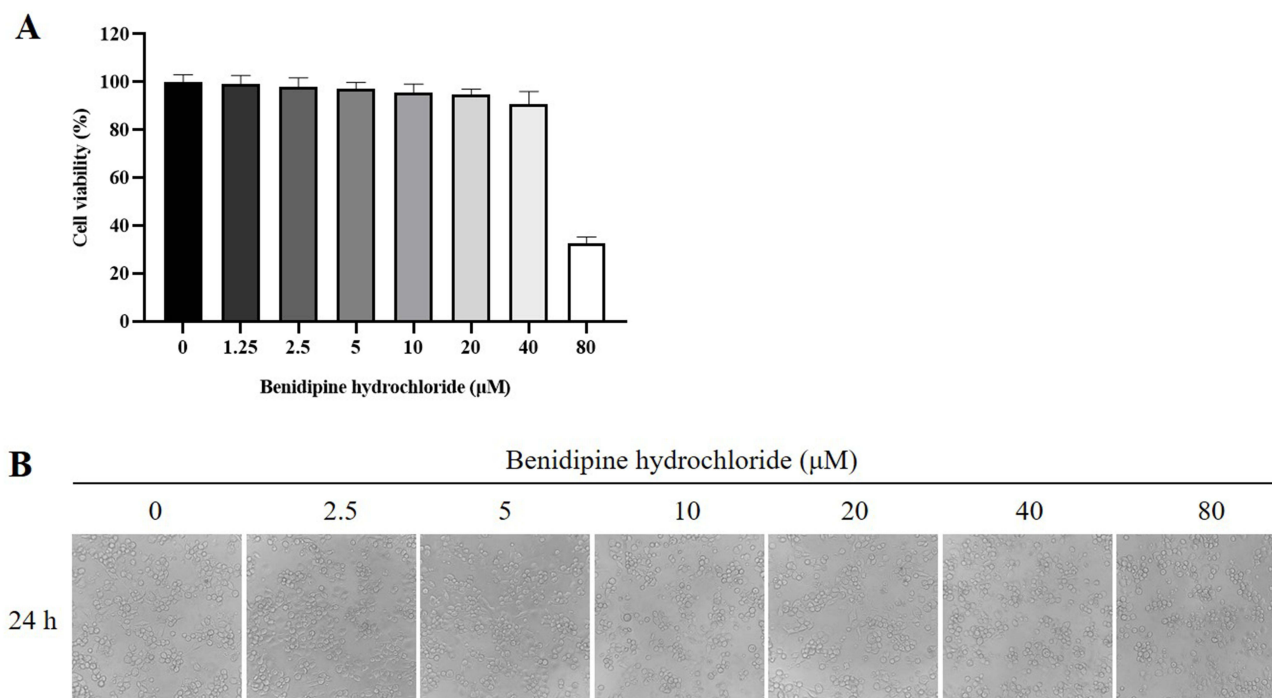 A
120
100
80
60
40
20
0
Cell viability (%)
0 1.25 2.5 5 10 20 40 80
Benidipine hydrochloride (μM)
B
Benidipine hydrochloride (μM)
0 2.5 5 10 20 40 80
24 h